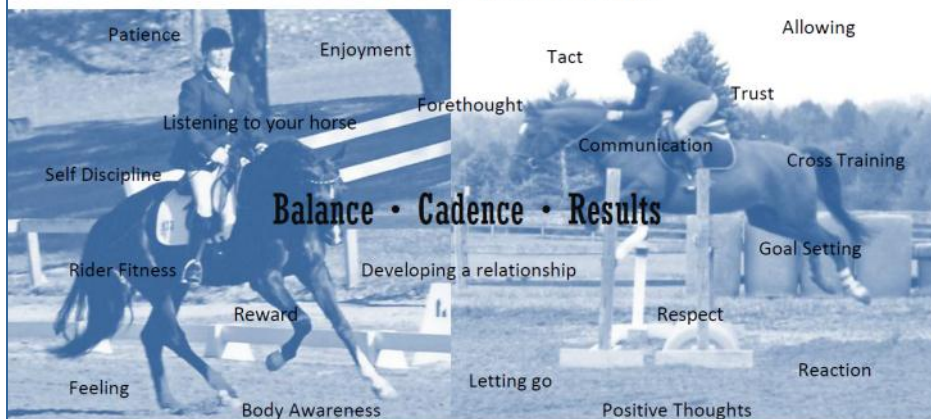 Patience
Enjoyment
Allowing
Tact
Trust
Forethought
Listening to your horse
Communication
Self Discipline
Cross Training
Balance • Cadence • Results
Goal Setting
Rider Fitness
Developing a relationship
Reward
Respect
Reaction
Letting go
Feeling
Body Awareness
Positive Thoughts